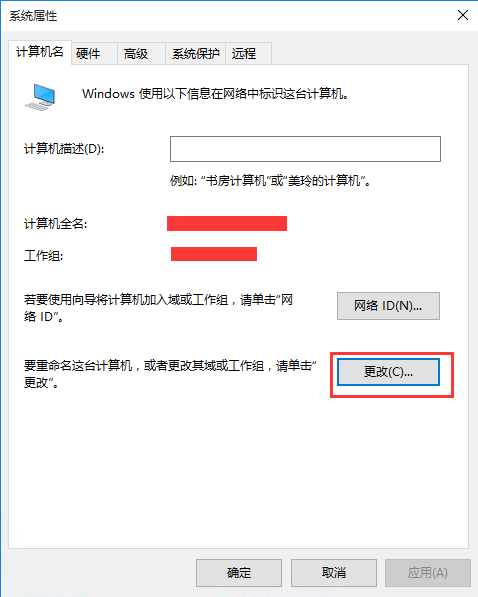 系统属性
计算机名 硬件 高级 系统保护 远程
Windows 使用以下信息在网络中标识这台计算机。
计算机描述(D):
例如: “书房计算机”或“美玲的计算机”。
计算机全名:
工作组:
若要使用向导将计算机加入域或工作组，请单击“网
络 ID”。
网络 ID(N)...
要重命名这台计算机，或者更改其域或工作组，请单击“
更改”。
更改(C)...
确定 取消 应用(A)